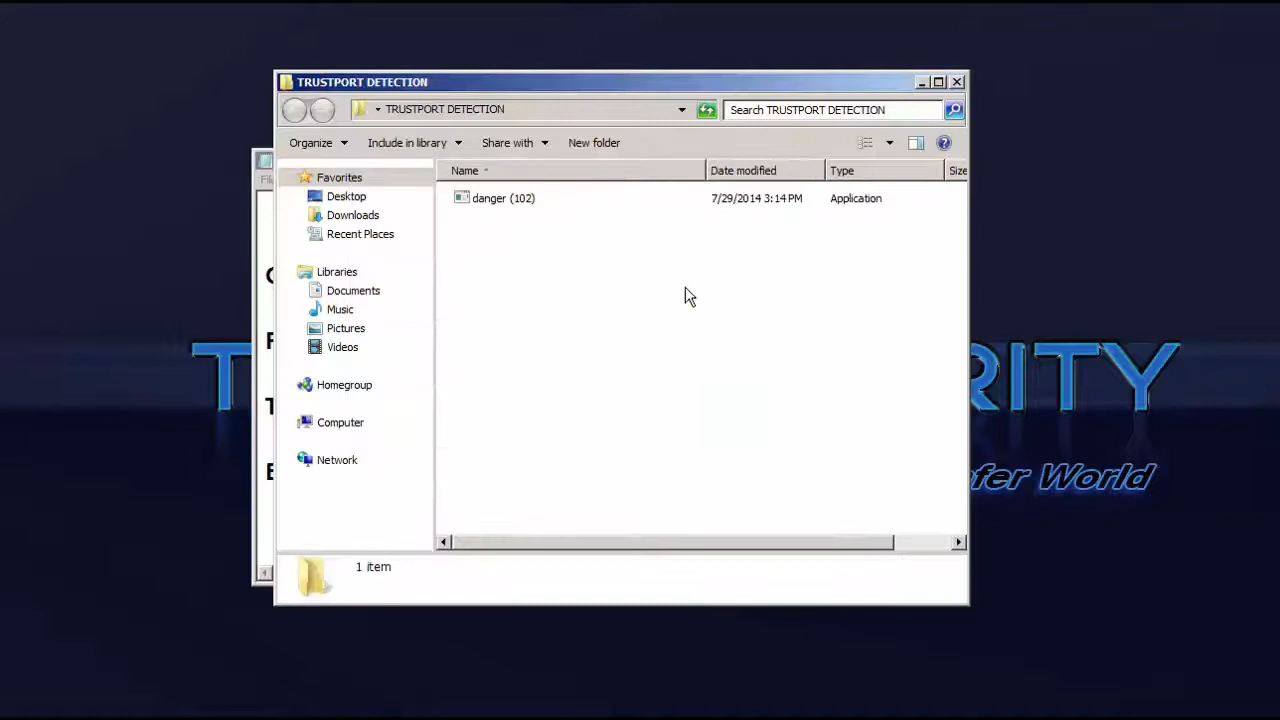 TRUSTPORT DETECTION
TRUSTPORT DETECTION
Search TRUSTPORT DETECTION
Organize
Include in library
Share with
New folder
Name
Date modified
Type
Size
danger (102)
7/29/2014 3:14 PM
Application
Favorites
Desktop
Downloads
Recent Places
Libraries
Documents
Music
Pictures
Videos
Homegroup
Computer
Network
1 item
T
RITY
afer World